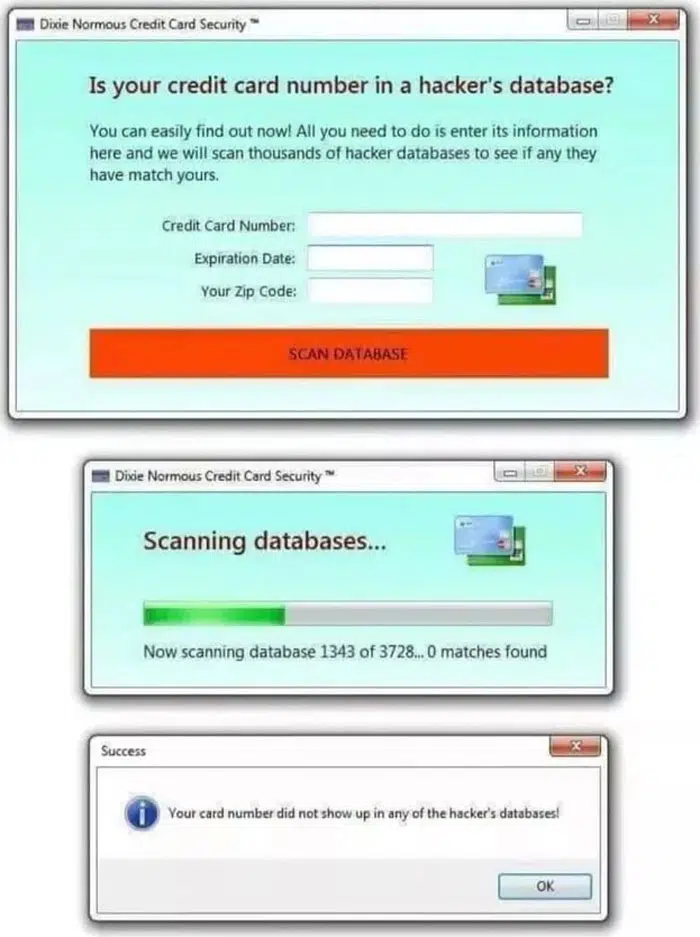 Dixie Normous Credit Card Security ™
Is your credit card number in a hacker's database?
You can easily find out now! All you need to do is enter its information
here and we will scan thousands of hacker databases to see if any they
have match yours.
Credit Card Number:
Expiration Date:
Your Zip Code:
SCAN DATABASE
Dixie Normous Credit Card Security ™
Scanning databases...
Now scanning database 1343 of 3728... 0 matches found
Success
Your card number did not show up in any of the hacker's databases!
OK